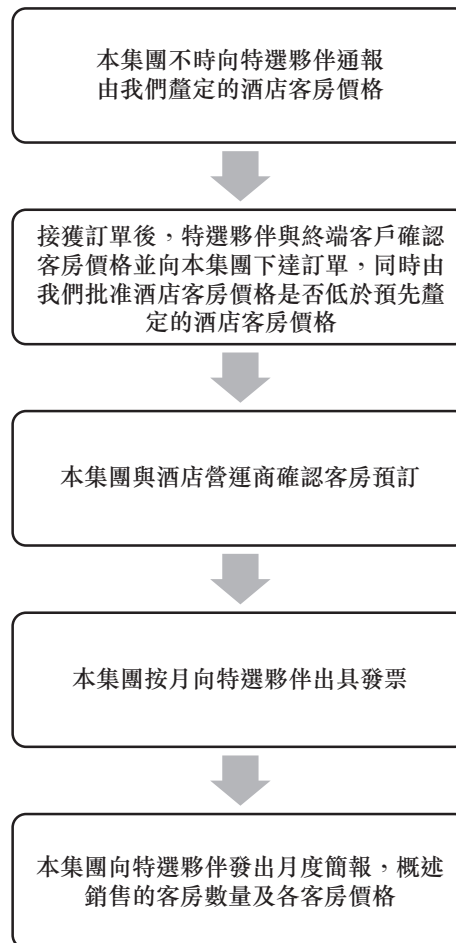 本集團不時向特選夥伴通報
由我們釐定的酒店客房價格
接獲訂單後，特選夥伴與終端客戶確認
客房價格並向本集團下達訂單，同時由
我們批准酒店客房價格是否低於預先釐
定的酒店客房價格
本集團與酒店營運商確認客房預訂
本集團按月向特選夥伴出具發票
本集團向特選夥伴發出月度簡報，概述
銷售的客房數量及各客房價格